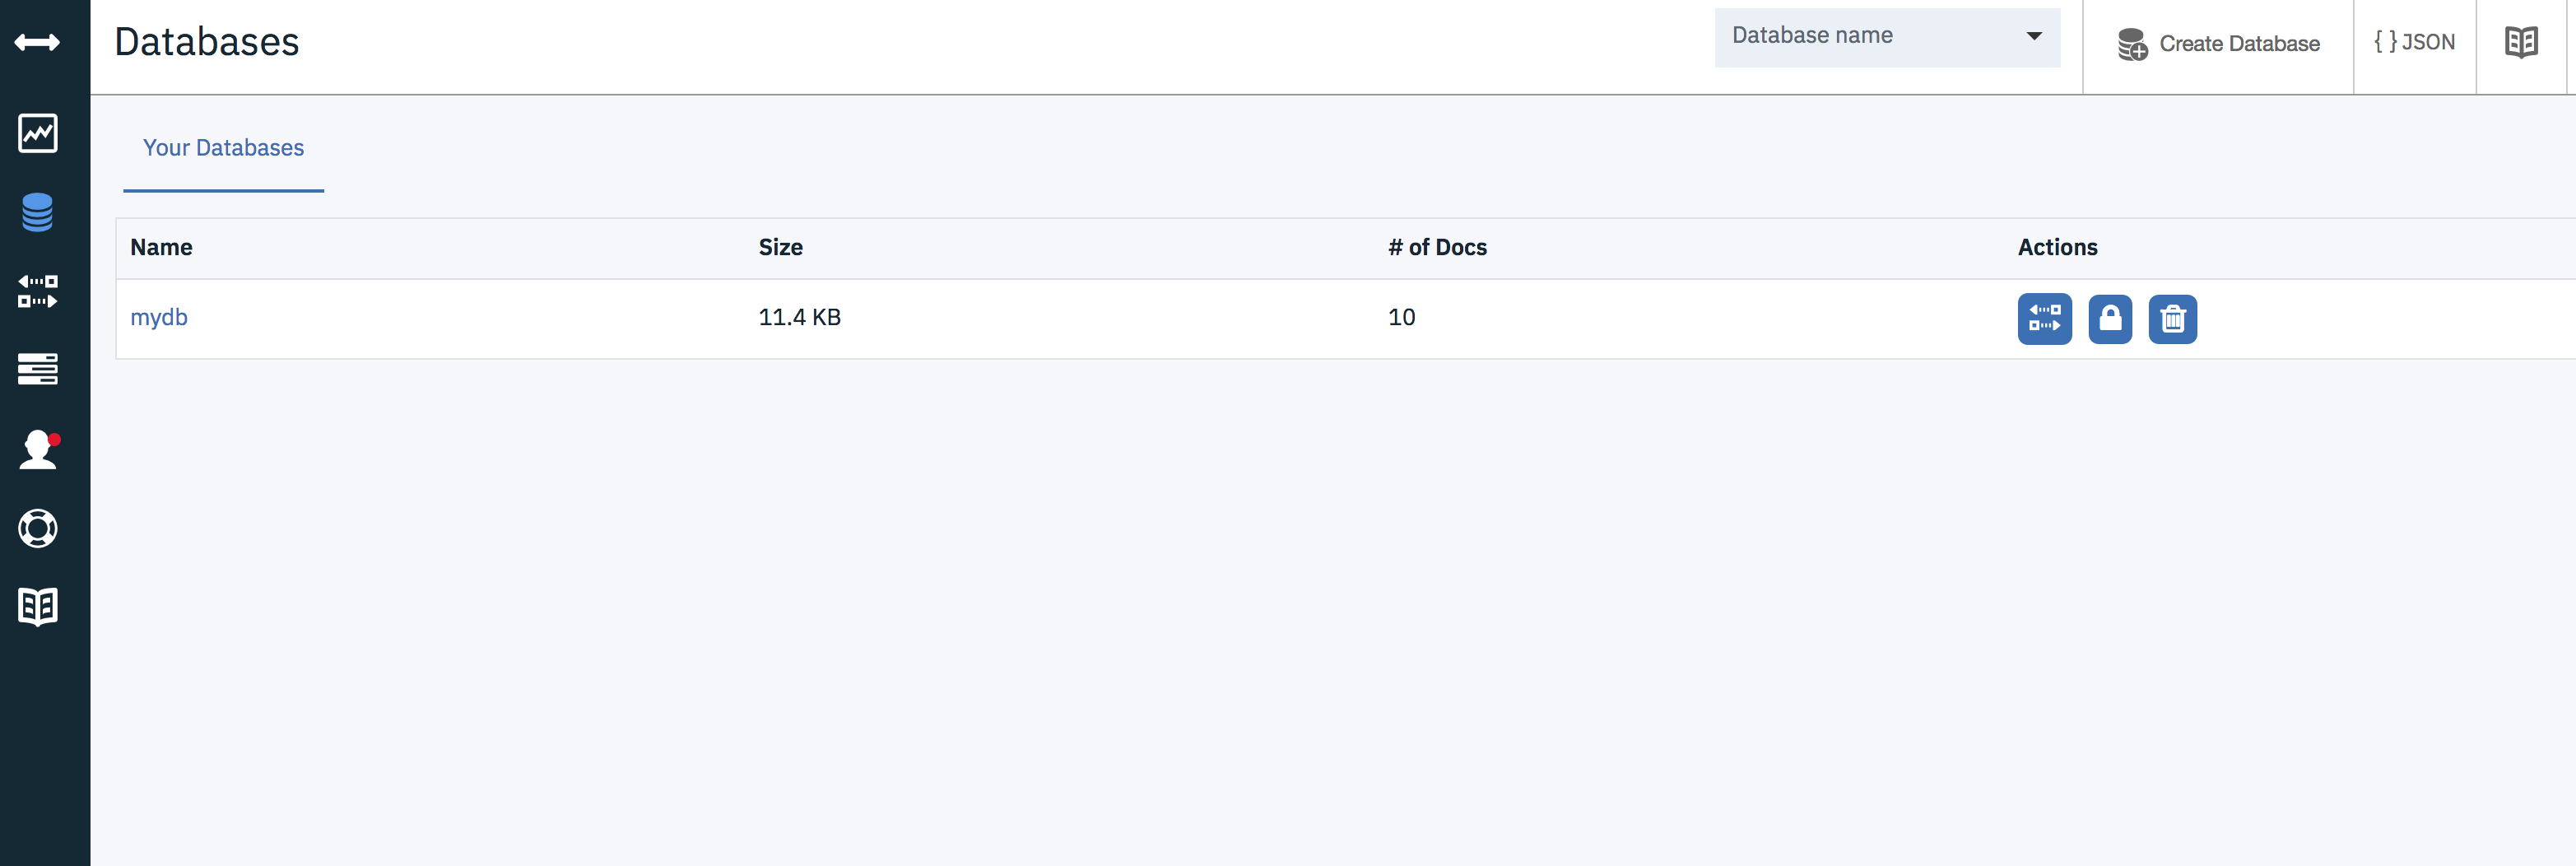 Databases
Database name
Create Database
{ } JSON
Your Databases
Name Size # of Docs Actions
mydb 11.4 KB 10